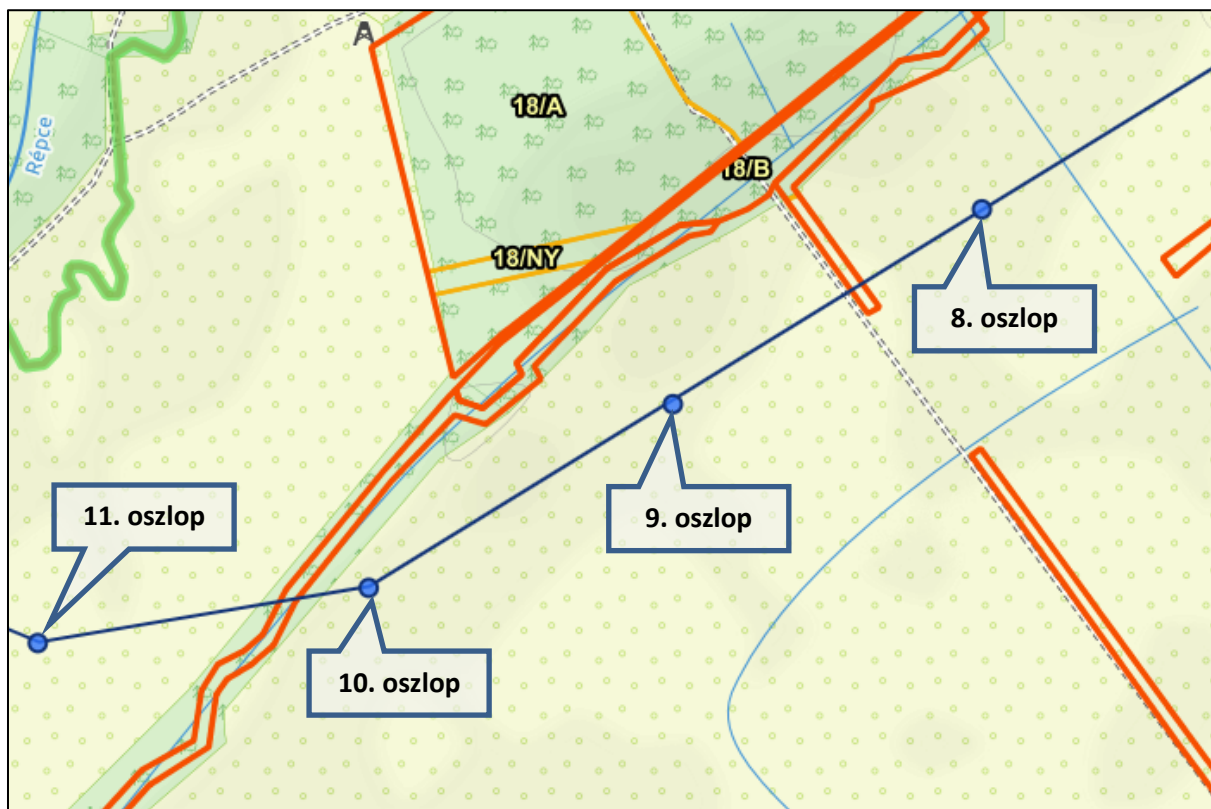 18/A
Répce
18/B
18/NY
8. oszlop
9. oszlop
11. oszlop
10. oszlop